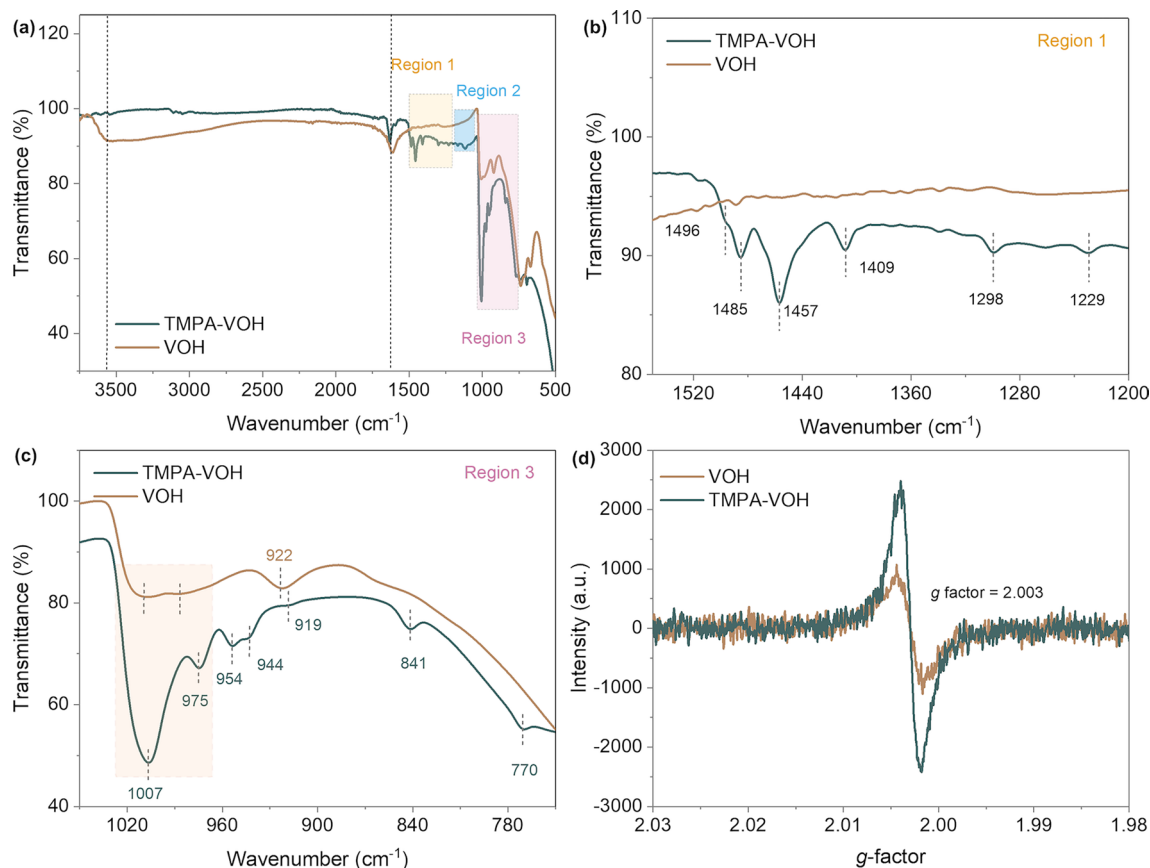 (a)
120
100
80
60
40
Transmittance (%)
Region 1
Region 2
Region 3
TMPA-VOH
VOH
3500 3000 2500 2000 1500 1000 500
Wavenumber (cm⁻¹)
(b)
110
100
90
80
Transmittance (%)
TMPA-VOH
VOH
Region 1
1496
1485
1457
1409
1298
1229
1520 1440 1360 1280 1200
Wavenumber (cm⁻¹)
(c)
100
80
60
40
Transmittance (%)
TMPA-VOH
VOH
Region 3
922
919
944
954
975
1007
841
770
1020 960 900 840 780
Wavenumber (cm⁻¹)
(d)
3000
2000
1000
0
-1000
-2000
-3000
Intensity (a.u.)
VOH
TMPA-VOH
g factor = 2.003
2.03 2.02 2.01 2.00 1.99 1.98
g-factor